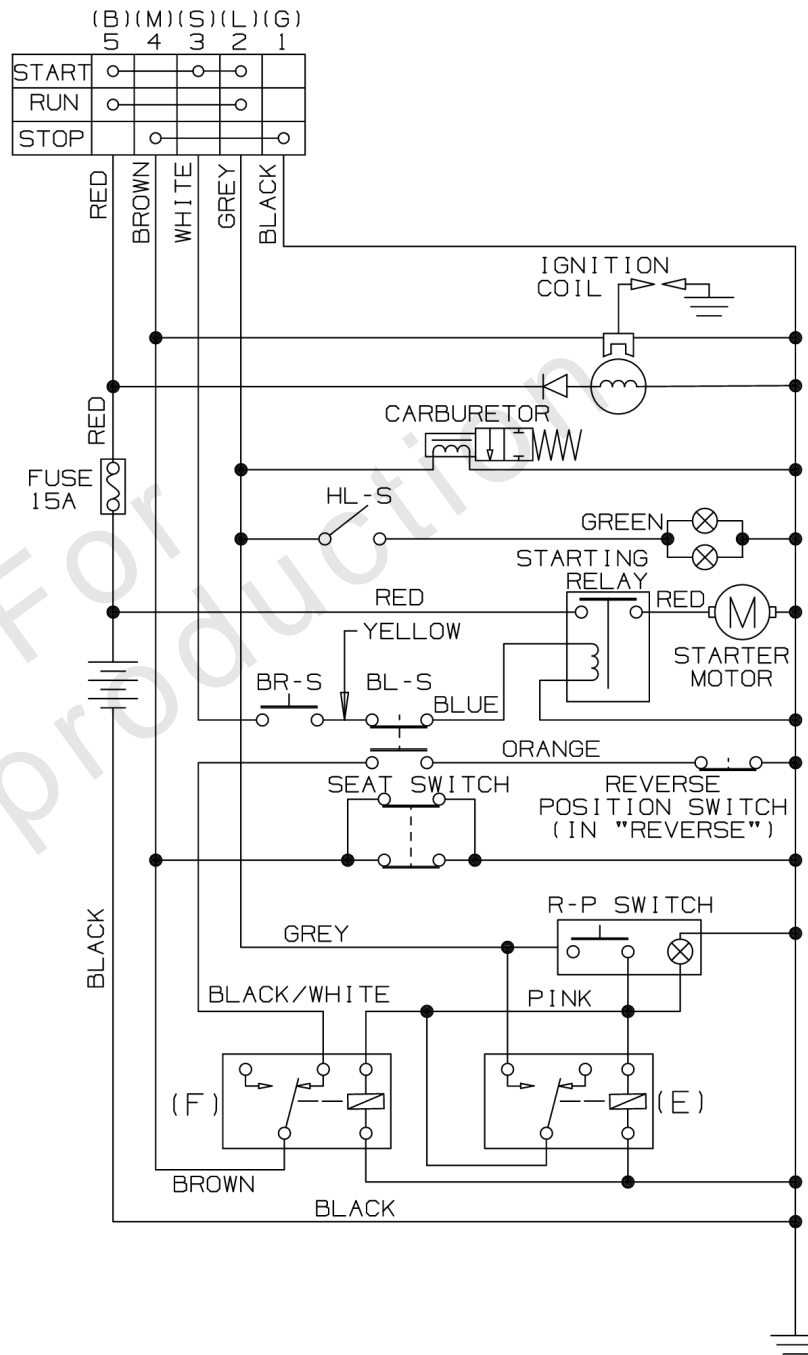 (B)(M)(S)(L)(G)
5 4 3 2 1
START
RUN
STOP
RED
BROWN
WHITE
GREY
BLACK
IGNITION
COIL
RED
CARBURETOR
FUSE
15A
HL-S
GREEN
STARTING
RELAY
RED
RED
M
STARTER
MOTOR
YELLOW
BR-S
BL-S
BLUE
ORANGE
SEAT SWITCH
REVERSE
POSITION SWITCH
(IN "REVERSE")
BLACK
R-P SWITCH
GREY
BLACK/WHITE
PINK
(F)
(E)
BROWN
BLACK
For
production